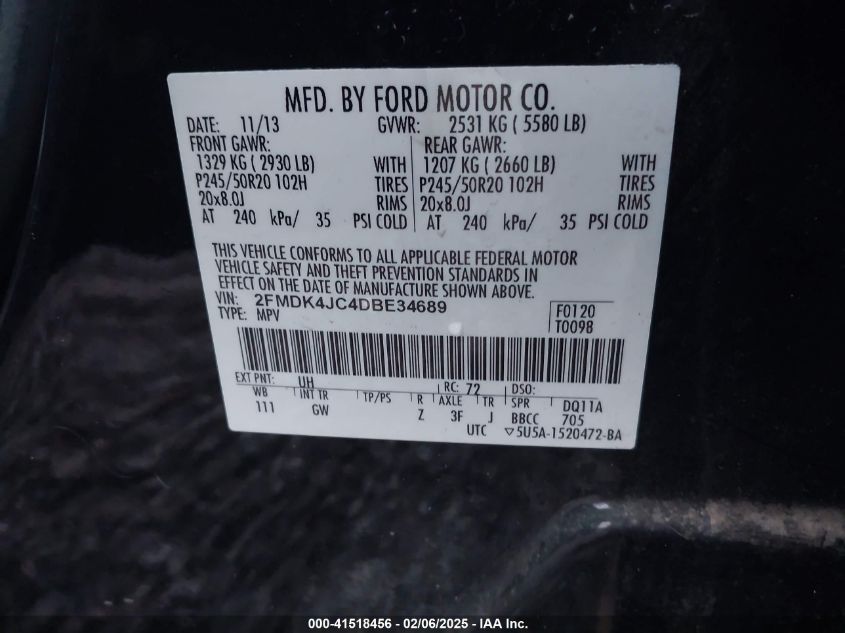 MFD. BY FORD MOTOR CO.
DATE: 11/13 GVWR: 2531 KG ( 5580 LB)
FRONT GAWR: REAR GAWR:
1329 KG ( 2930 LB) WITH 1207 KG ( 2660 LB) WITH
P245/50R20 102H TIRES P245/50R20 102H TIRES
20x8.0J RIMS 20x8.0J RIMS
AT 240 kPa/ 35 PSI COLD AT 240 kPa/ 35 PSI COLD
THIS VEHICLE CONFORMS TO ALL APPLICABLE FEDERAL MOTOR
VEHICLE SAFETY AND THEFT PREVENTION STANDARDS IN
EFFECT ON THE DATE OF MANUFACTURE SHOWN ABOVE.
VIN: 2FMDK4JC4DBE34689
TYPE: MPV
F0120
T0098
EXT PNT: UH RC: 72 DSO:
WB INT TR TP/PS R AXLE TR SPR DQ11A
111 GW Z 3F J BBCC 705
UTC ▽5U5A-1520472-BA
000-41518456 - 02/06/2025 - IAA Inc.